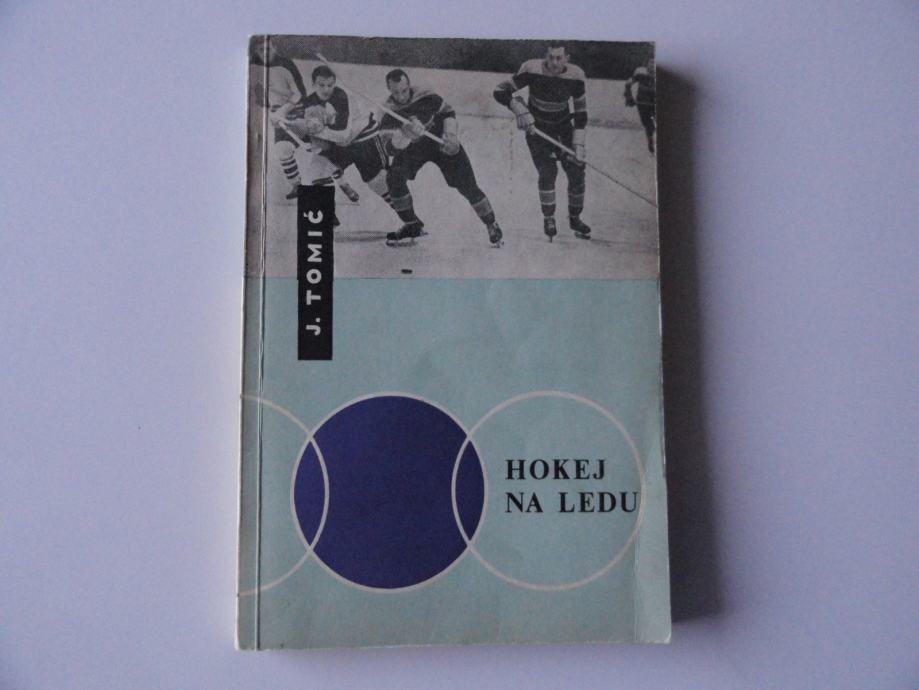 J. TOMIĆ
HOKEJ
NA LEDU